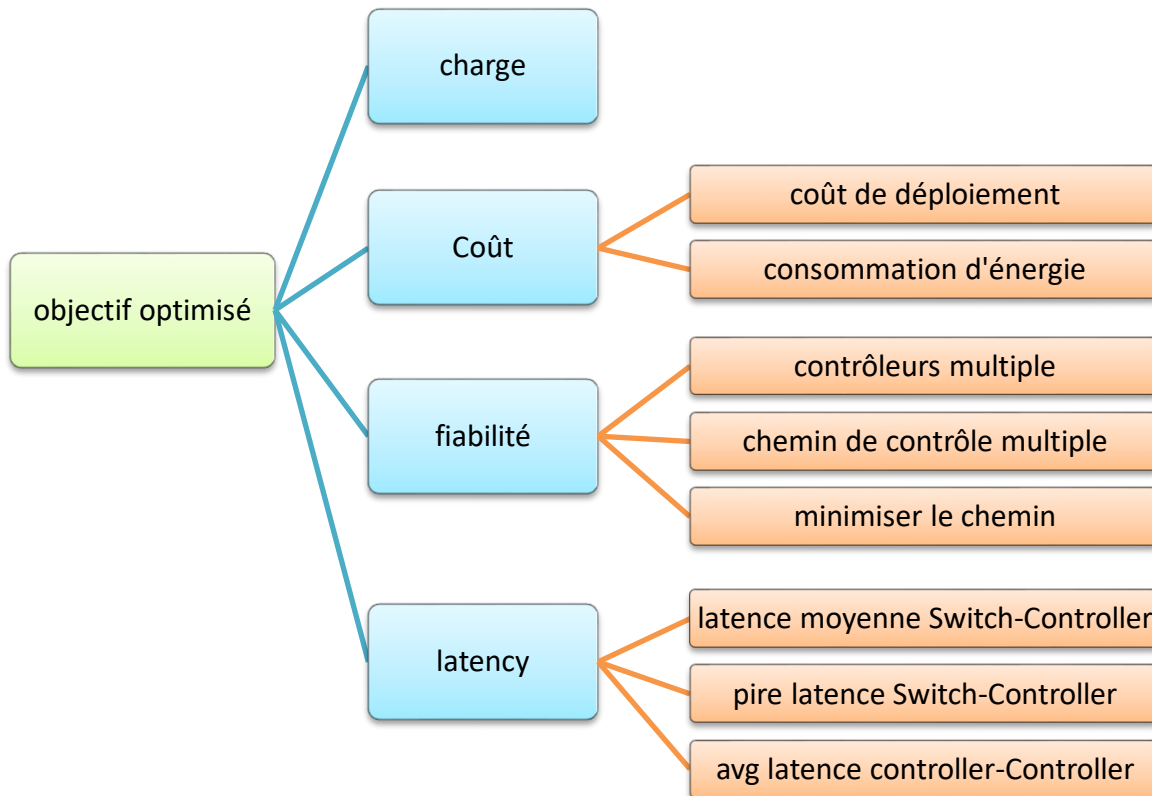 objectif optimisé
charge
Coût
coût de déploiement
consommation d'énergie
fiabilité
contrôleurs multiple
chemin de contrôle multiple
minimiser le chemin
latency
latence moyenne Switch-Controller
pire latence Switch-Controller
avg latence controller-Controller